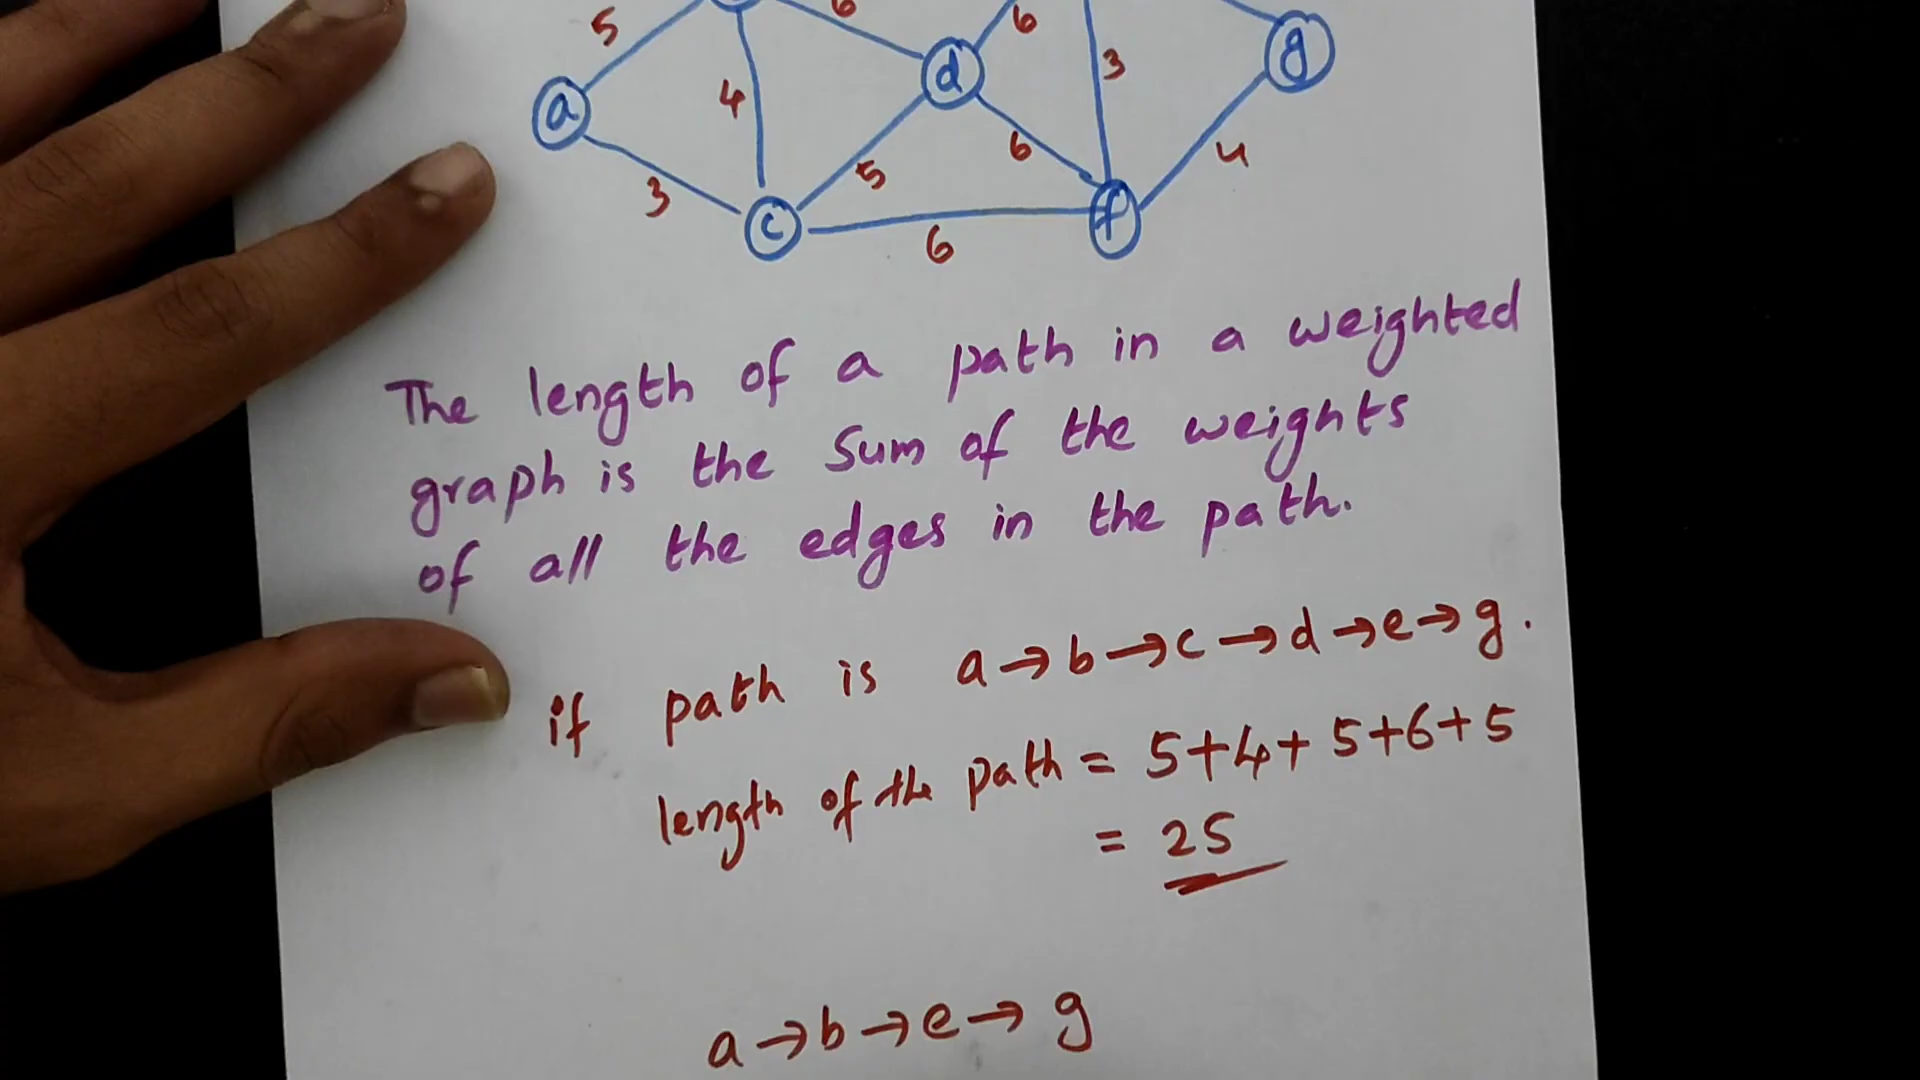 5 6 6
a 4 d 3 g
3 5 6 4
c 6 f
The length of a path in a weighted
graph is the Sum of the weights
of all the edges in the path.
if path is a→b→c→d→e→g.
length of the path = 5+4+5+6+5
= 25
a→b→e→g